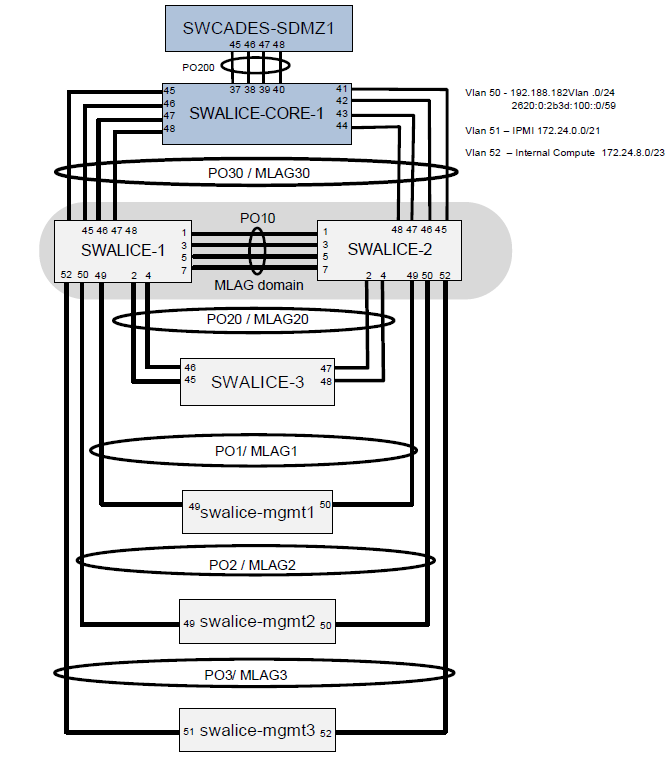 SWCADES-SDMZ1
45 46 47 48
PO200
37 38 39 40
45
46
47
48
SWALICE-CORE-1
41
42
43
44
Vlan 50 - 192.188.182Vlan .0/24
2620:0:2b3d:100::0/59
Vlan 51 – IPMI 172.24.0.0/21
Vlan 52 – Internal Compute 172.24.8.0/23
PO30 / MLAG30
45 46 47 48
SWALICE-1
1
3
5
7
52 50 49 2 4
PO10
MLAG domain
48 47 46 45
SWALICE-2
1
3
5
7
2 4 49 50 52
PO20 / MLAG20
46
45
SWALICE-3
47
48
PO1/ MLAG1
49 swalice-mgmt1 50
PO2 / MLAG2
49 swalice-mgmt2 50
PO3/ MLAG3
51 swalice-mgmt3 52